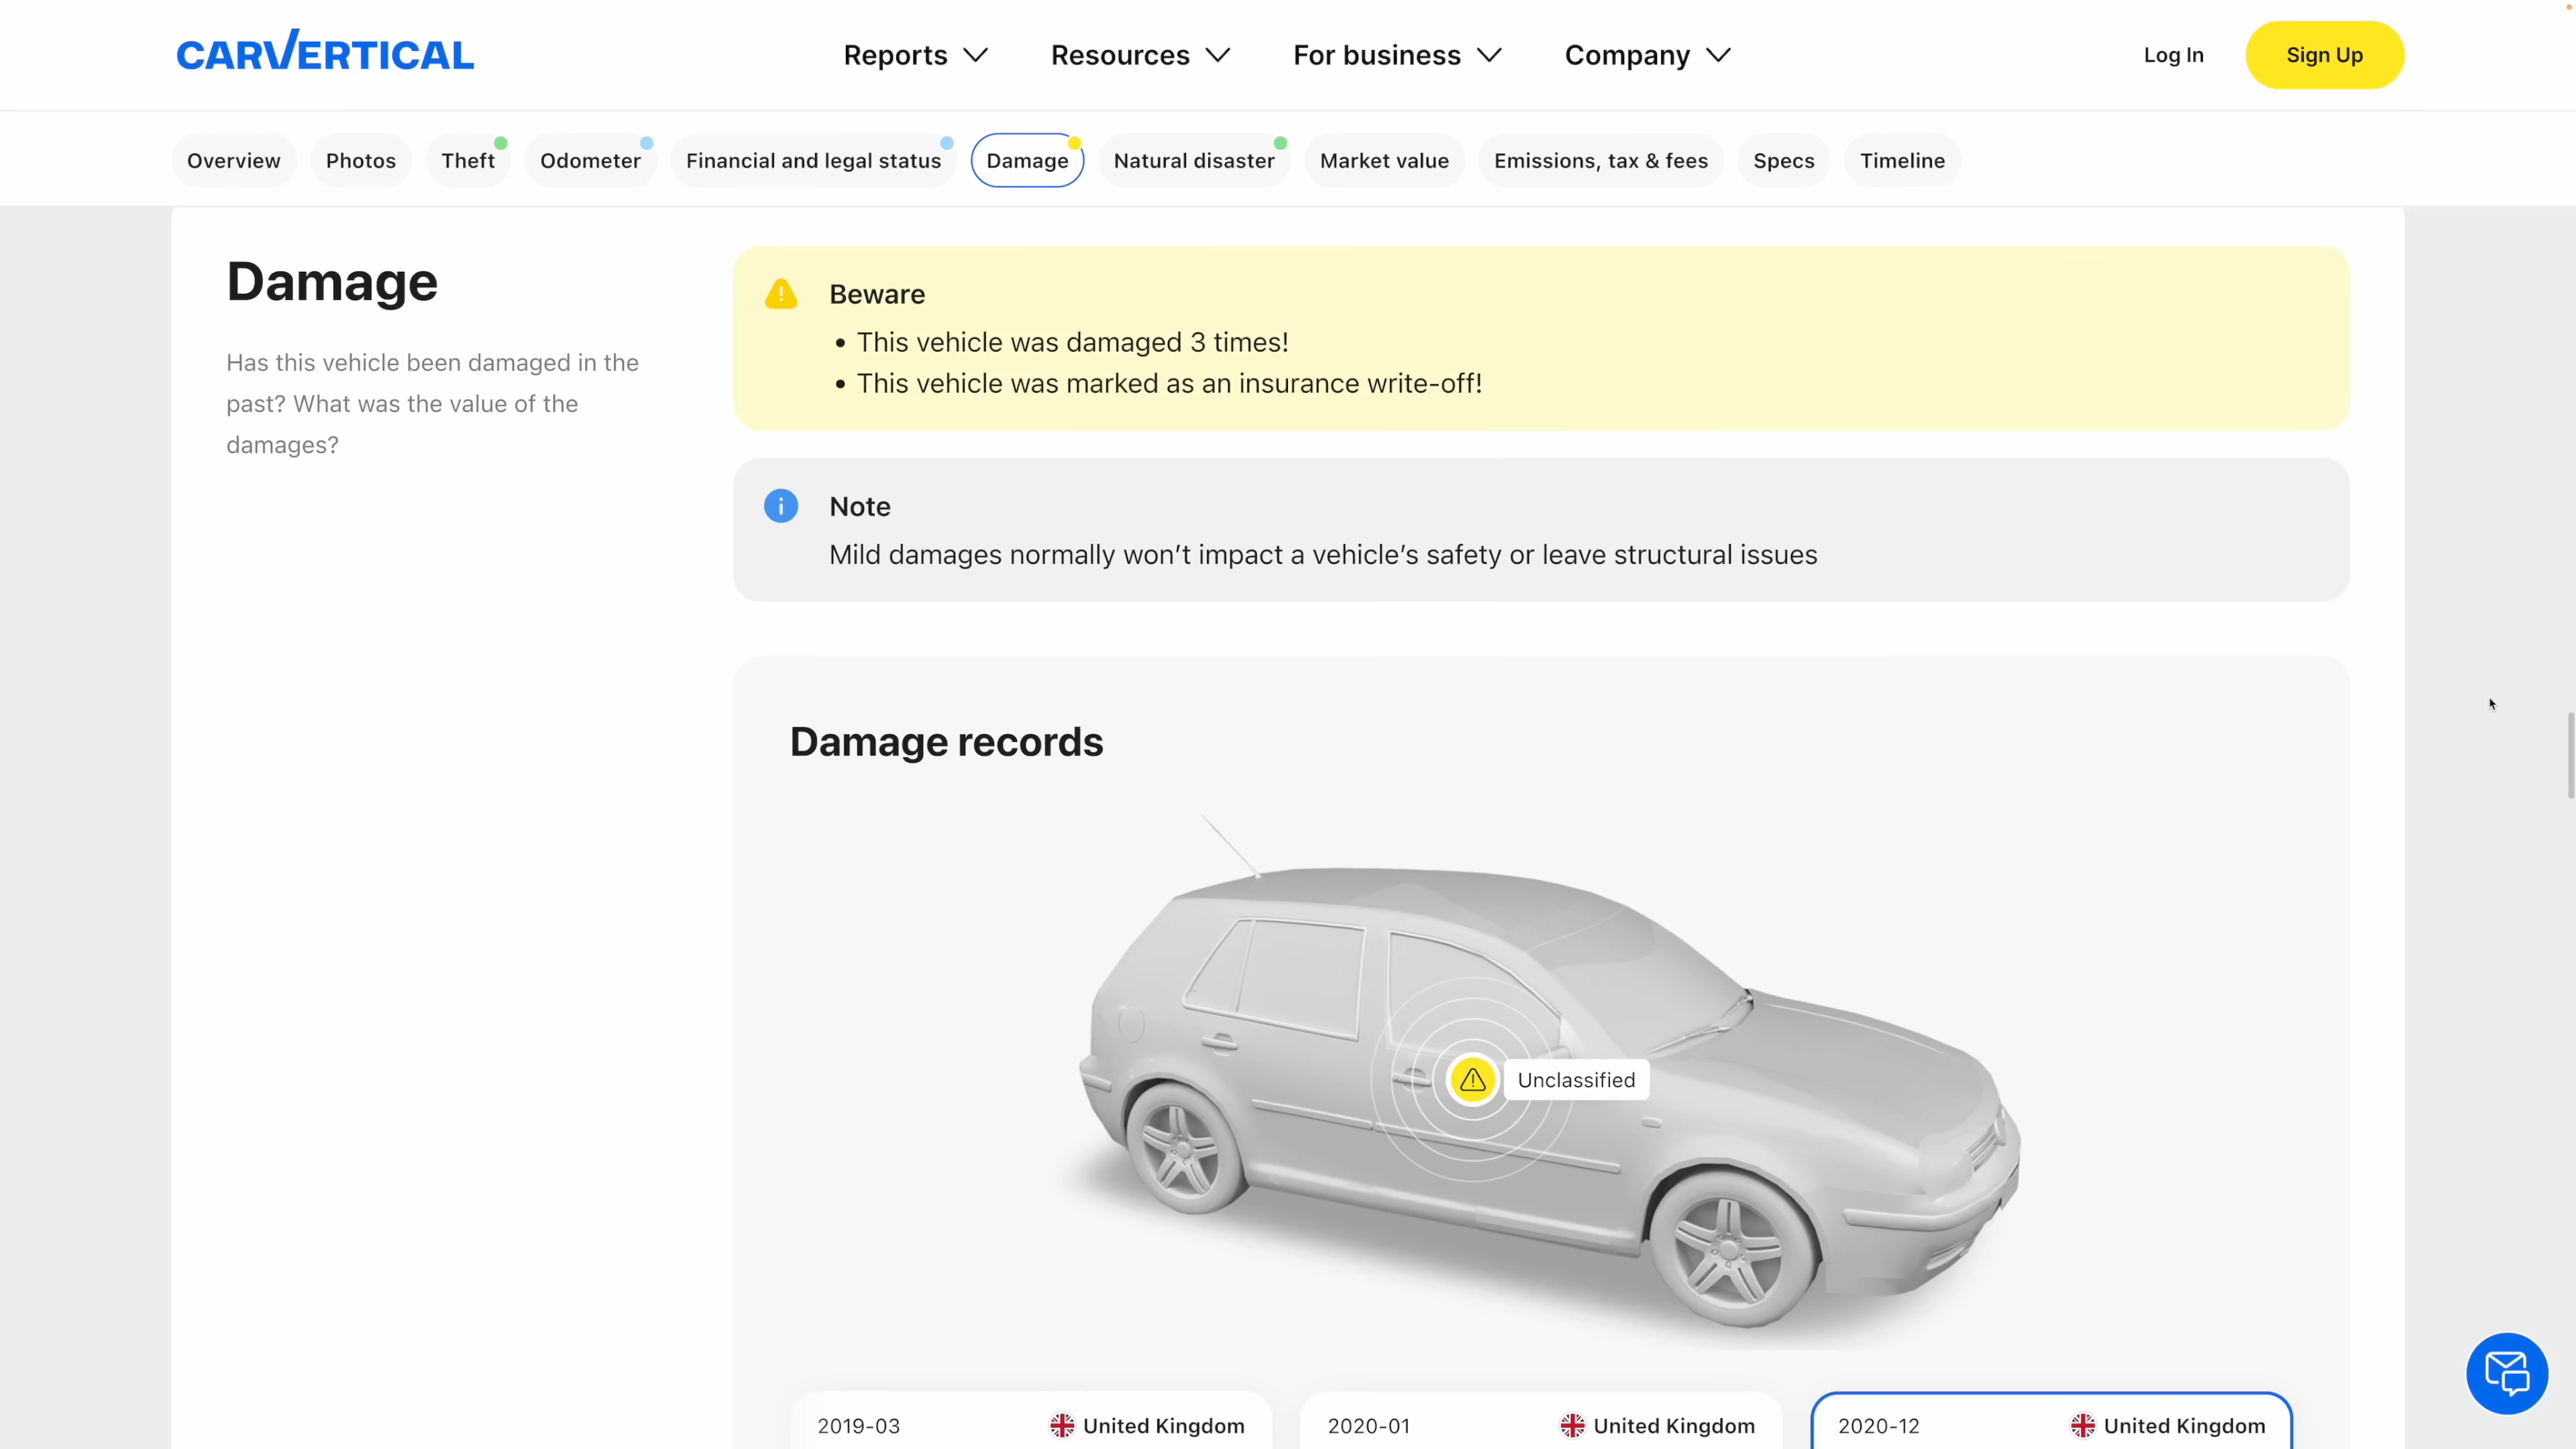 CARVERTICAL
Reports
Resources
For business
Company
Log In
Sign Up
Overview
Photos
Theft
Odometer
Financial and legal status
Damage
Natural disaster
Market value
Emissions, tax & fees
Specs
Timeline
Damage
Has this vehicle been damaged in the
past? What was the value of the
damages?
Beware
• This vehicle was damaged 3 times!
• This vehicle was marked as an insurance write-off!
Note
Mild damages normally won’t impact a vehicle’s safety or leave structural issues
Damage records
Unclassified
2019-03
United Kingdom
2020-01
United Kingdom
2020-12
United Kingdom